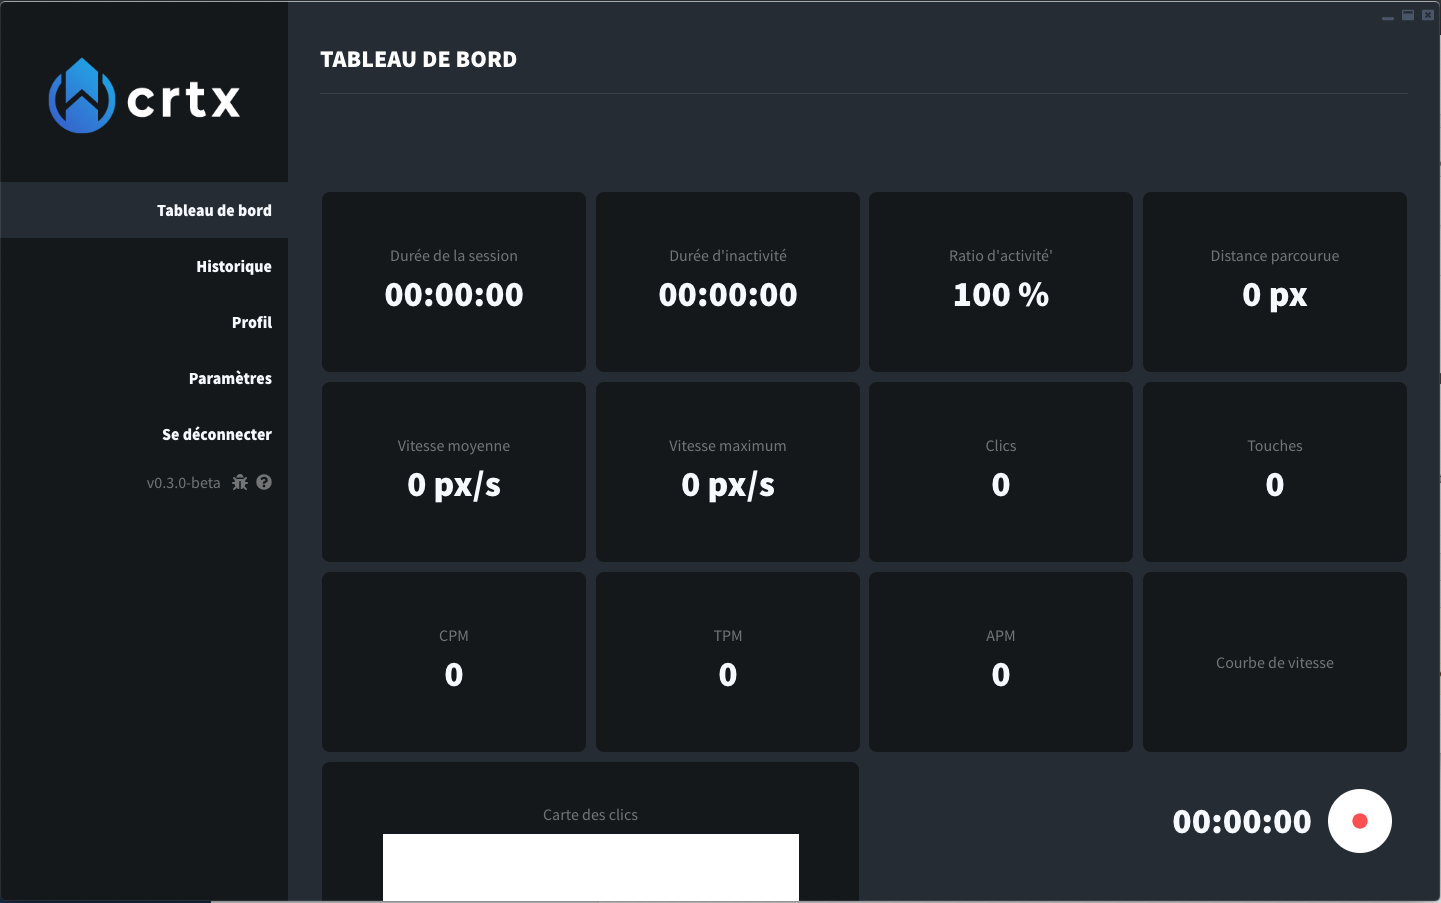 crtx
TABLEAU DE BORD
Tableau de bord
Historique
Profil
Paramètres
Se déconnecter
v0.3.0-beta
Durée de la session
00:00:00
Durée d'inactivité
00:00:00
Ratio d'activité'
100 %
Distance parcourue
0 px
Vitesse moyenne
0 px/s
Vitesse maximum
0 px/s
Clics
0
Touches
0
CPM
0
TPM
0
APM
0
Courbe de vitesse
Carte des clics
00:00:00